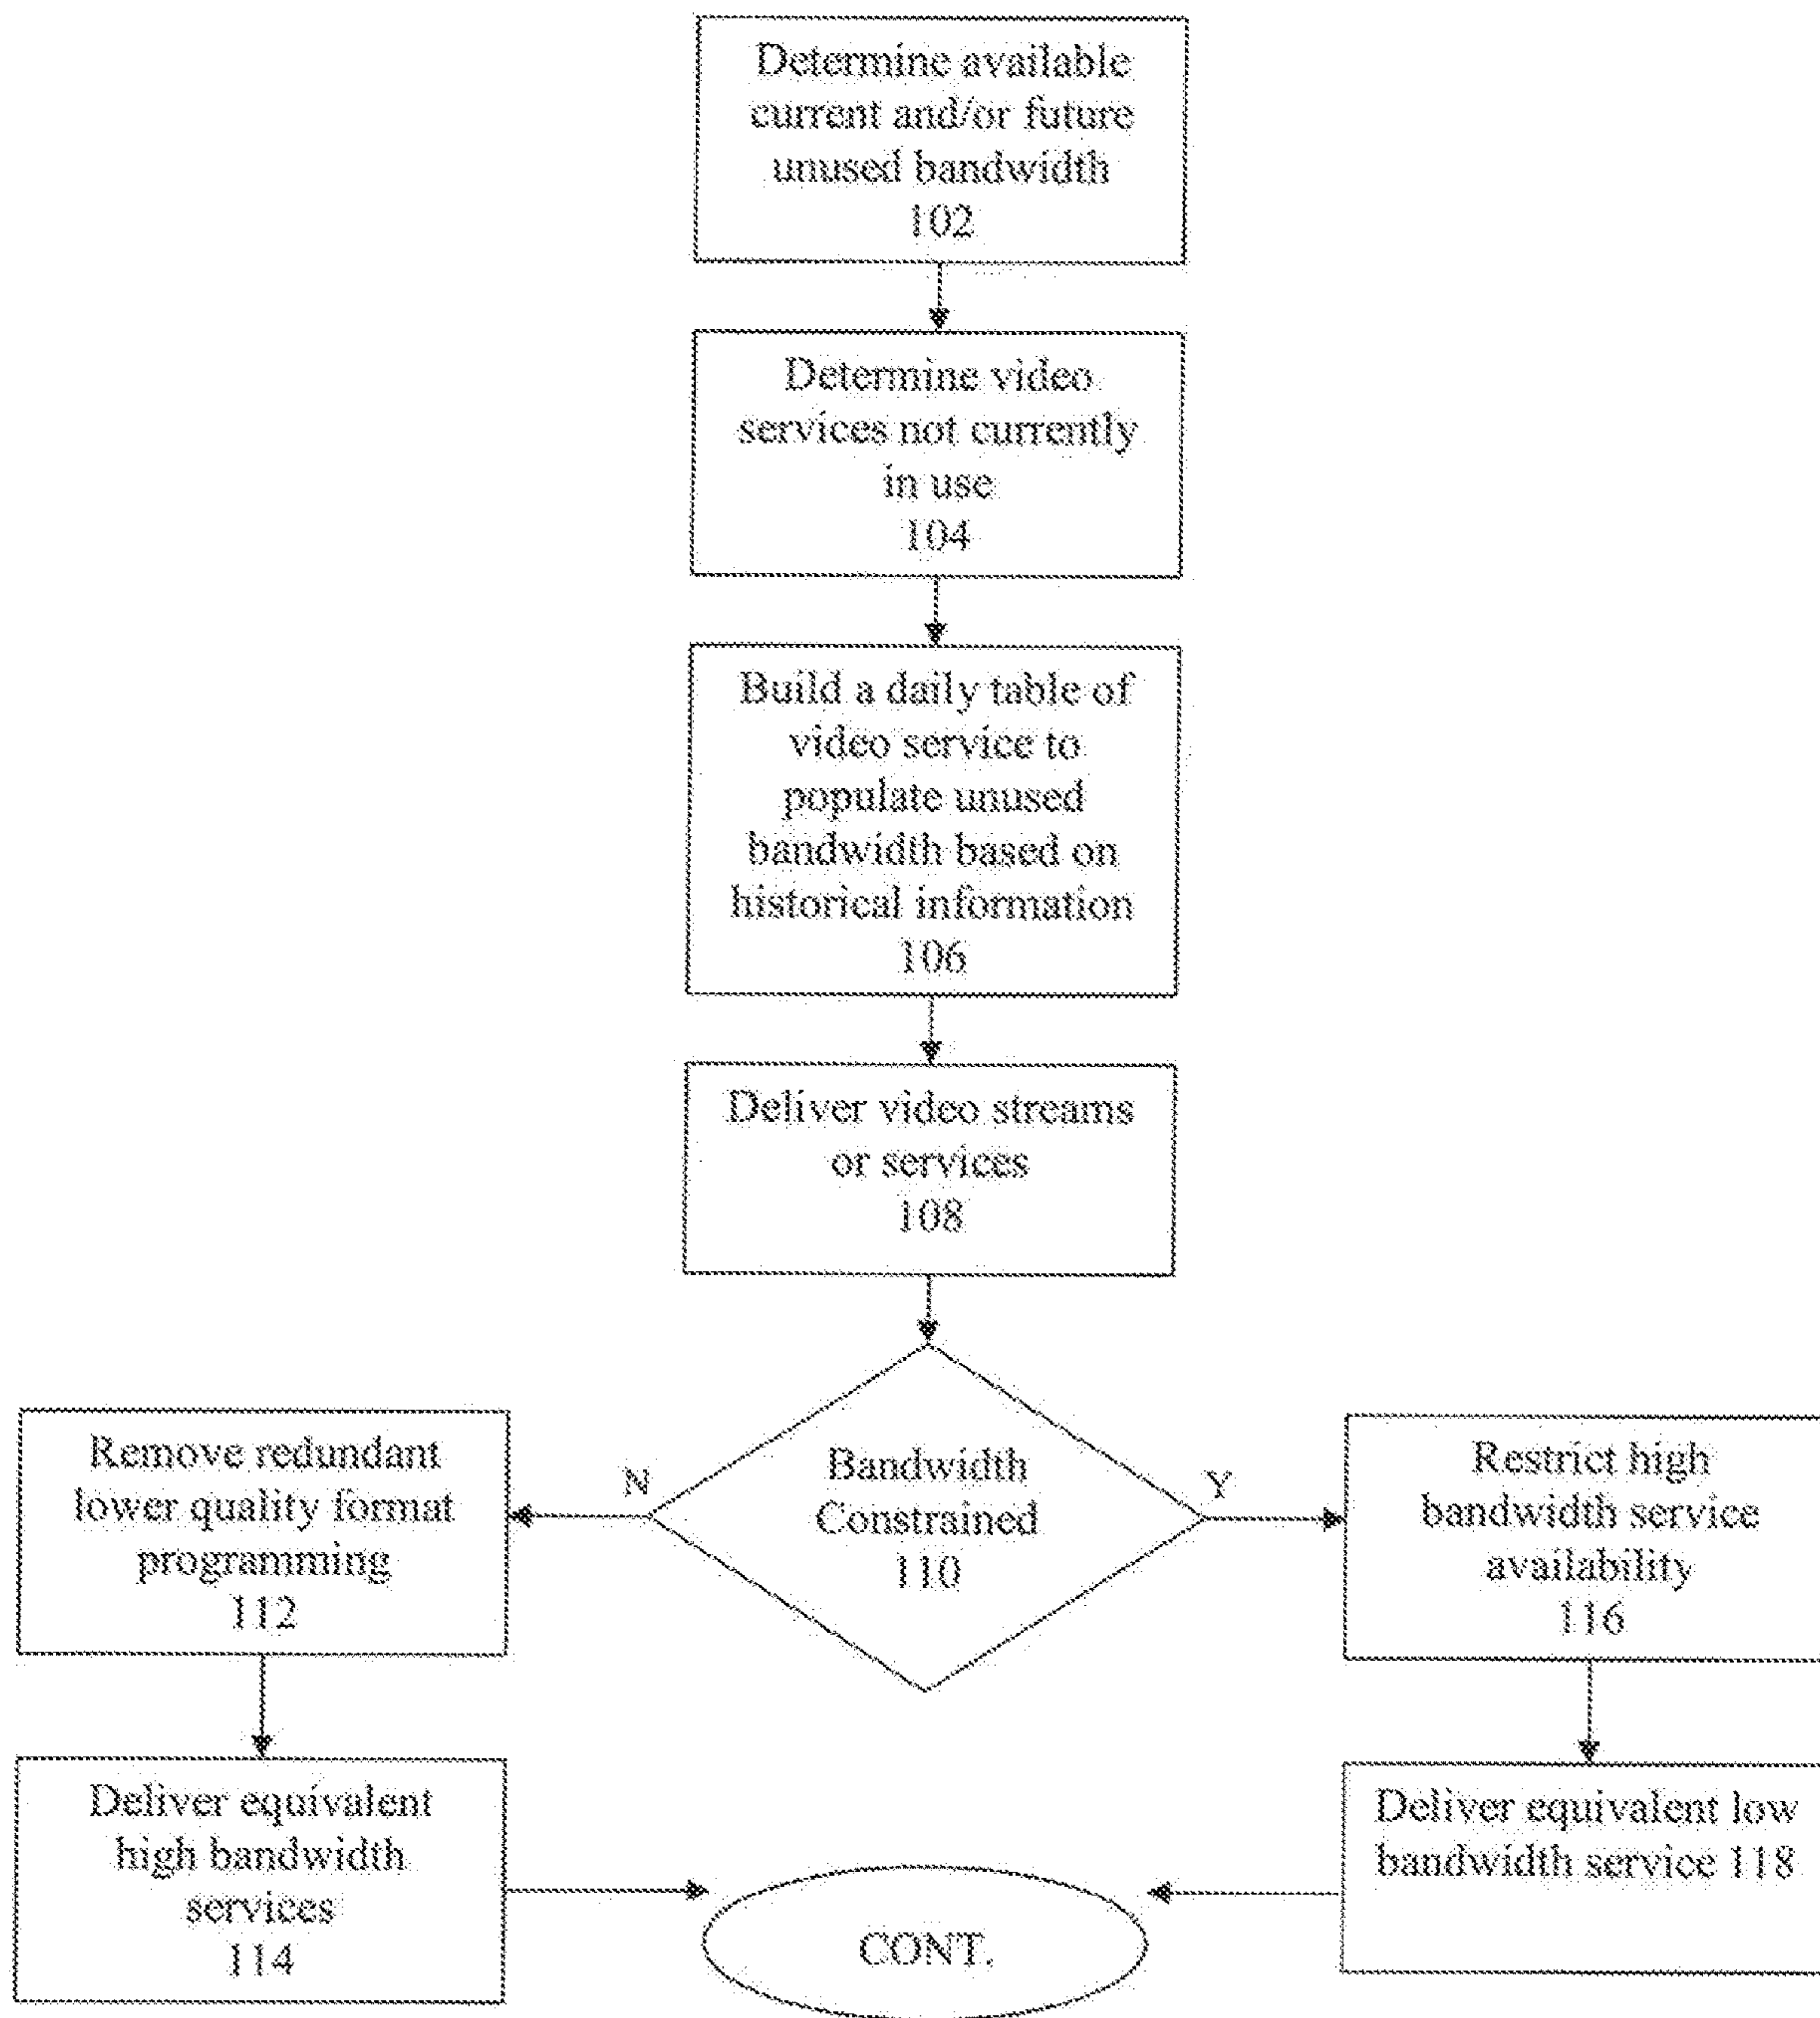 Determine available
current and/or future
unused bandwidth
102
Determine video
services not currently
in use
104
Build a daily table of
video service to
populate unused
bandwidth based on
historical information
106
Deliver video streams
or services
108
Bandwidth
Constrained
110
N
Y
Remove redundant
lower quality format
programming
112
Deliver equivalent
high bandwidth
services
114
Restrict high
bandwidth service
availability
116
Deliver equivalent low
bandwidth service 118
CONT.